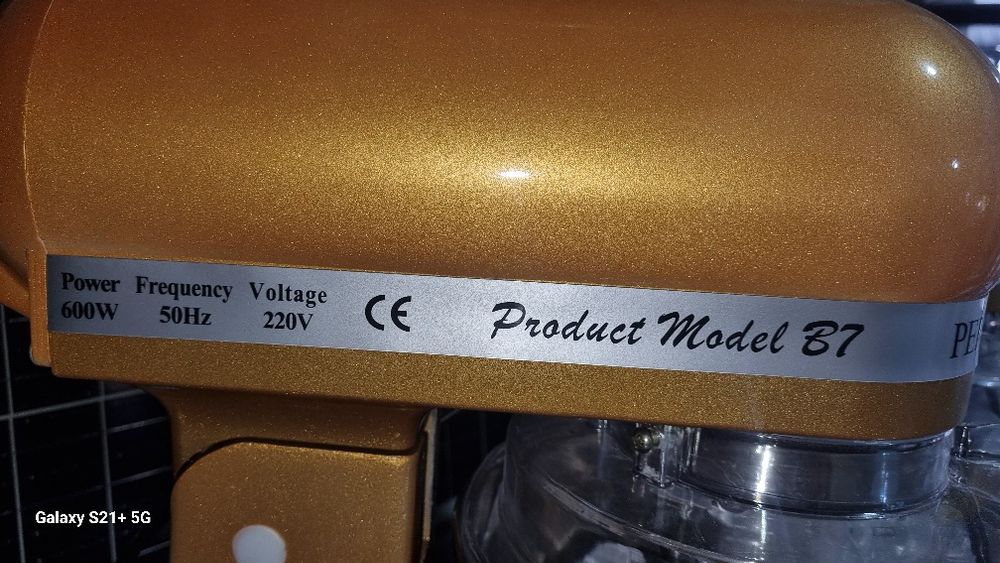 Power Frequency Voltage
600W 50Hz 220V
CE
Product Model B7
Galaxy S21+ 5G